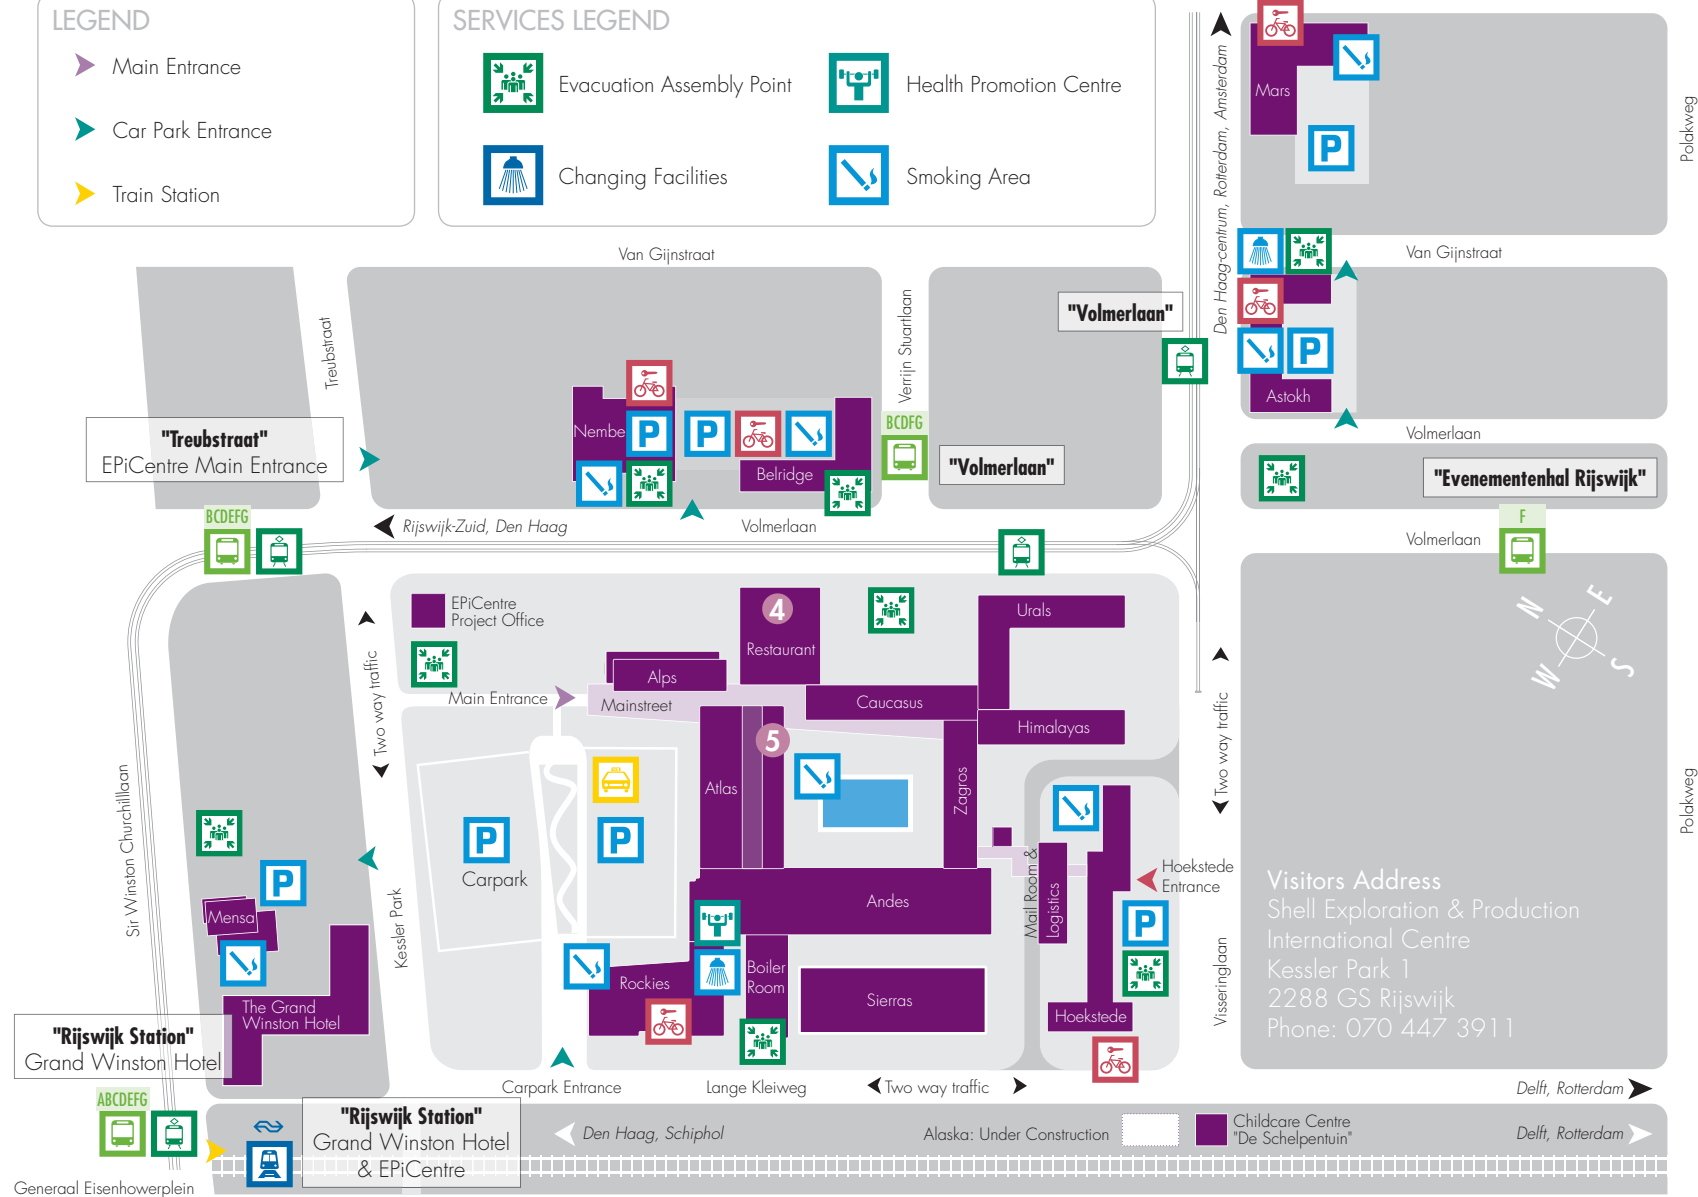 LEGEND
Main Entrance
Car Park Entrance
Train Station
SERVICES LEGEND
Evacuation Assembly Point
Health Promotion Centre
Changing Facilities
Smoking Area
Den Haag-centrum, Rotterdam, Amsterdam
Mars
P
Polakweg
Van Gijnstraat
Van Gijnstraat
Treubstraat
Verrijn Stuartlaan
"Volmerlaan"
P
Astokh
Volmerlaan
"Treubstraat"
EPiCentre Main Entrance
Nembe
P
P
Belridge
BCDFG
"Volmerlaan"
"Evenementenhal Rijswijk"
BCDEFG
Rijswijk-Zuid, Den Haag
Volmerlaan
F
Volmerlaan
N
E
W
S
EPiCentre
Project Office
4
Restaurant
Urals
Two way traffic
Alps
Main Entrance
Mainstreet
Caucasus
Himalayas
Two way traffic
5
Atlas
Zagros
Sir Winston Churchilllaan
P
Carpark
P
Polakweg
P
Mensa
Kessler Park
Andes
Mail Room &
Logistics
Hoekstede
Entrance
P
Visitors Address
Shell Exploration & Production
International Centre
Kessler Park 1
2288 GS Rijswijk
Phone: 070 447 3911
Rockies
Boiler
Room
Sierras
Hoekstede
Visseringlaan
The Grand
Winston Hotel
"Rijswijk Station"
Grand Winston Hotel
Carpark Entrance
Lange Kleiweg
Two way traffic
Delft, Rotterdam
ABCDEFG
"Rijswijk Station"
Grand Winston Hotel
& EPiCentre
Den Haag, Schiphol
Alaska: Under Construction
Childcare Centre
"De Schelpentuin"
Delft, Rotterdam
Generaal Eisenhowerplein